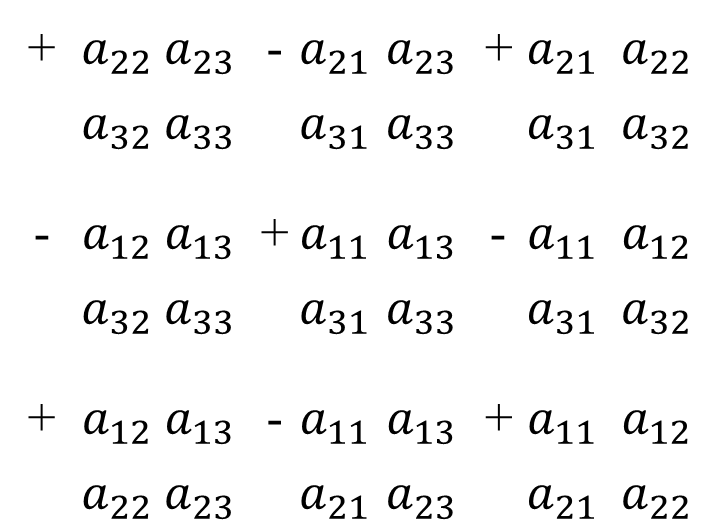 + a₂₂ a₂₃ - a₂₁ a₂₃ + a₂₁ a₂₂
a₃₂ a₃₃ a₃₁ a₃₃ a₃₁ a₃₂
- a₁₂ a₁₃ + a₁₁ a₁₃ - a₁₁ a₁₂
a₃₂ a₃₃ a₃₁ a₃₃ a₃₁ a₃₂
+ a₁₂ a₁₃ - a₁₁ a₁₃ + a₁₁ a₁₂
a₂₂ a₂₃ a₂₁ a₂₃ a₂₁ a₂₂